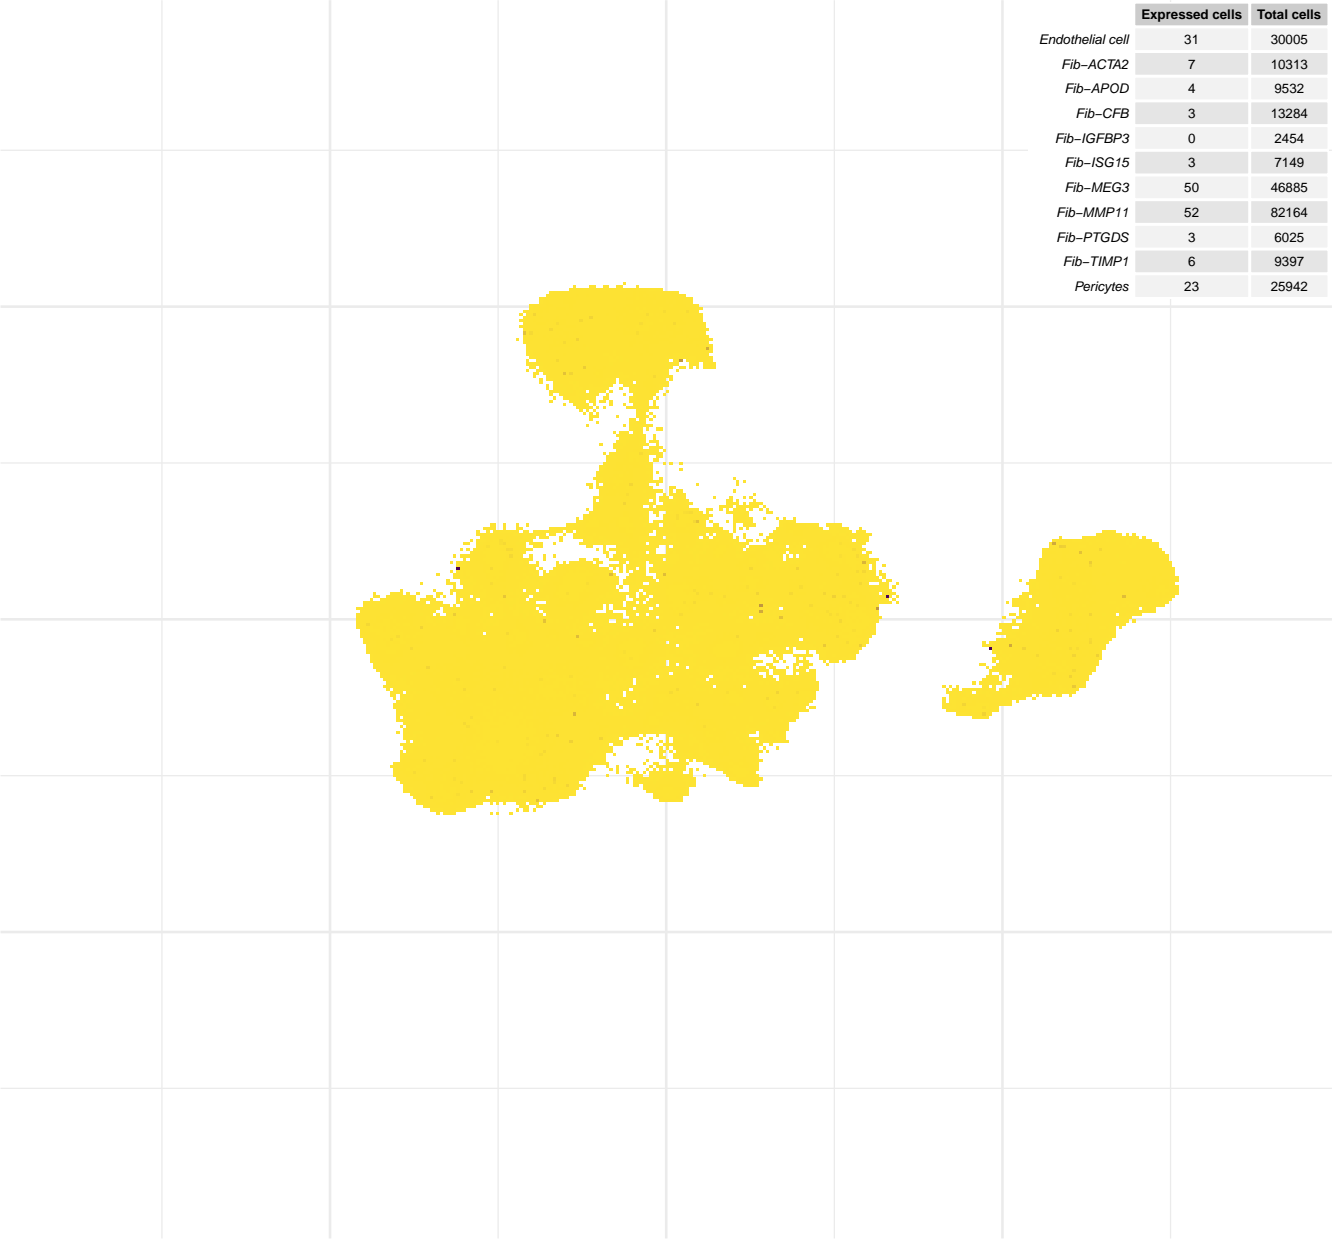 Expressed cells Total cells
Endothelial cell 31 30005
Fib−ACTA2 7 10313
Fib−APOD 4 9532
Fib−CFB 3 13284
Fib−IGFBP3 0 2454
Fib−ISG15 3 7149
Fib−MEG3 50 46885
Fib−MMP11 52 82164
Fib−PTGDS 3 6025
Fib−TIMP1 6 9397
Pericytes 23 25942